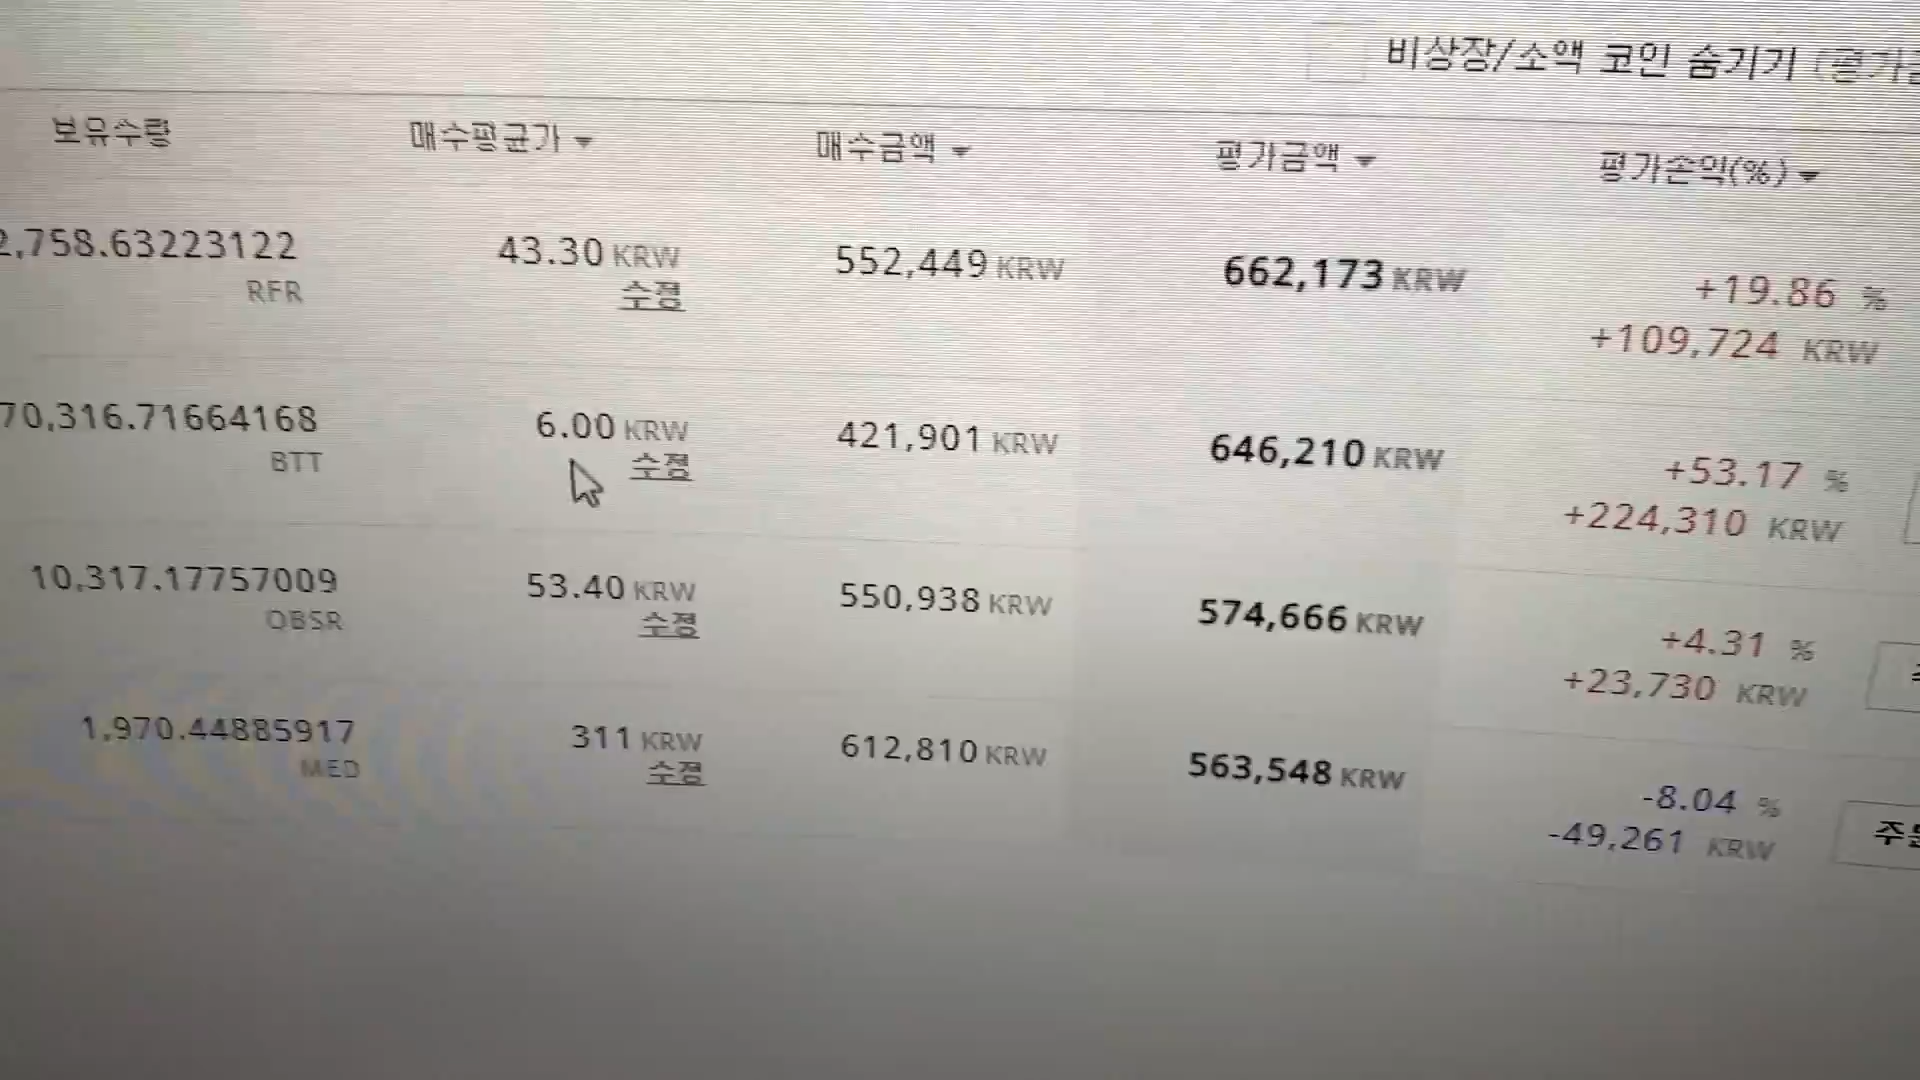 비상장/소액 코인 숨기기 (평가금
보유수량 매수평균가 매수금액 평가금액 평가손익(%)
2,758.63223122 43.30 KRW 552,449 KRW 662,173 KRW +19.86 %
RFR 수정 +109,724 KRW
70,316.71664168 6.00 KRW 421,901 KRW 646,210 KRW +53.17 %
BTT 수정 +224,310 KRW
10,317.17757009 53.40 KRW 550,938 KRW 574,666 KRW +4.31 %
OBSR 수정 +23,730 KRW
1,970.44885917 311 KRW 612,810 KRW 563,548 KRW -8.04 %
MED 수정 -49,261 KRW 주문